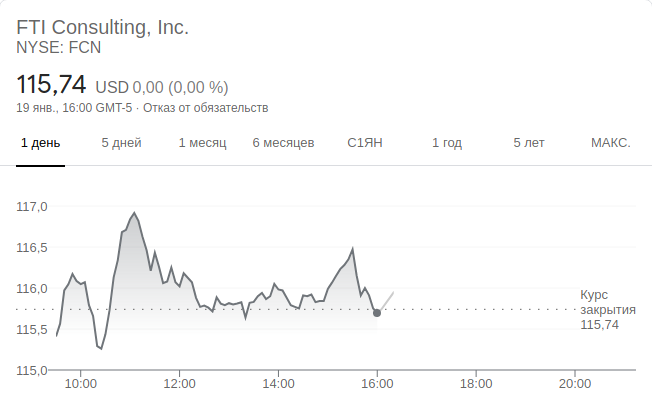 FTI Consulting, Inc.
NYSE: FCN
115,74 USD 0,00 (0,00 %)
19 янв., 16:00 GMT-5 · Отказ от обязательств
1 день 5 дней 1 месяц 6 месяцев С1ЯН 1 год 5 лет МАКС.
117,0
116,5
116,0
Курс
закрытия
115,74
115,5
115,0
10:00 12:00 14:00 16:00 18:00 20:00